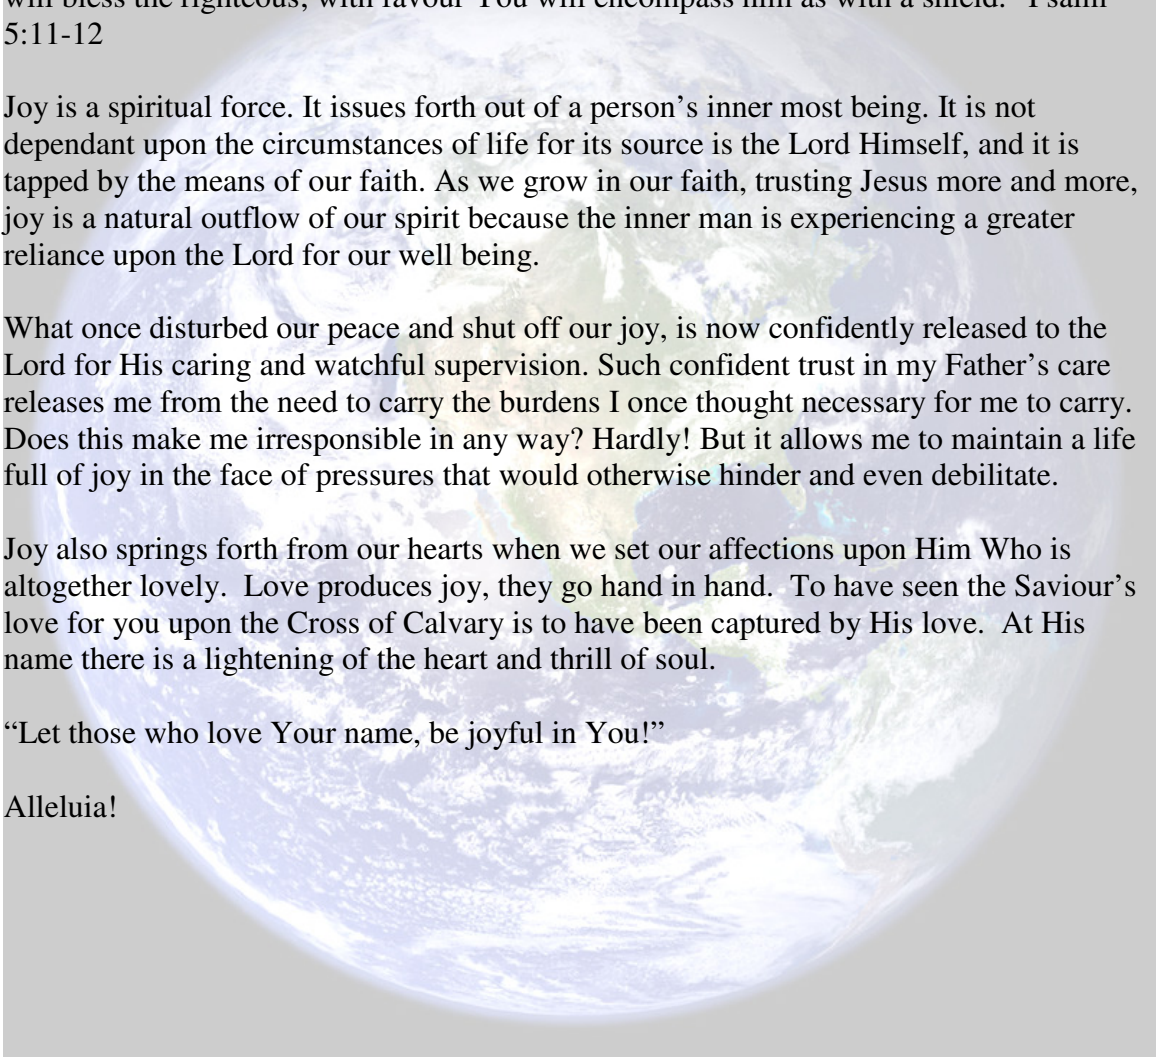 will bless the righteous, with favour You will encompass him as with a shield." Psalm
5:11-12
Joy is a spiritual force. It issues forth out of a person’s inner most being. It is not
dependant upon the circumstances of life for its source is the Lord Himself, and it is
tapped by the means of our faith. As we grow in our faith, trusting Jesus more and more,
joy is a natural outflow of our spirit because the inner man is experiencing a greater
reliance upon the Lord for our well being.
What once disturbed our peace and shut off our joy, is now confidently released to the
Lord for His caring and watchful supervision. Such confident trust in my Father’s care
releases me from the need to carry the burdens I once thought necessary for me to carry.
Does this make me irresponsible in any way? Hardly! But it allows me to maintain a life
full of joy in the face of pressures that would otherwise hinder and even debilitate.
Joy also springs forth from our hearts when we set our affections upon Him Who is
altogether lovely.  Love produces joy, they go hand in hand.  To have seen the Saviour’s
love for you upon the Cross of Calvary is to have been captured by His love.  At His
name there is a lightening of the heart and thrill of soul.
“Let those who love Your name, be joyful in You!”
Alleluia!